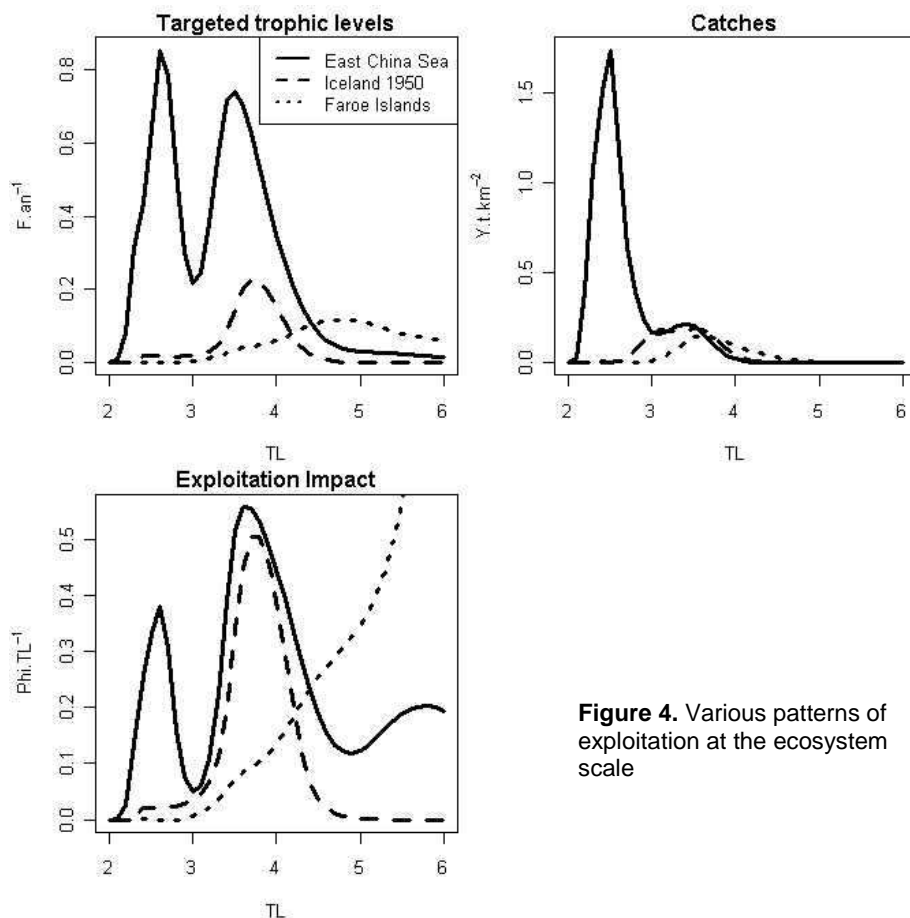 Targeted trophic levels
F.an⁻¹
0.0 0.2 0.4 0.6 0.8
East China Sea
Iceland 1950
Faroe Islands
2 3 4 5 6
TL
Catches
Y.t.km⁻²
0.0 0.5 1.0 1.5
2 3 4 5 6
TL
Exploitation Impact
Phi.TL⁻¹
0.0 0.1 0.2 0.3 0.4 0.5
2 3 4 5 6
TL
Figure 4. Various patterns of
exploitation at the ecosystem
scale